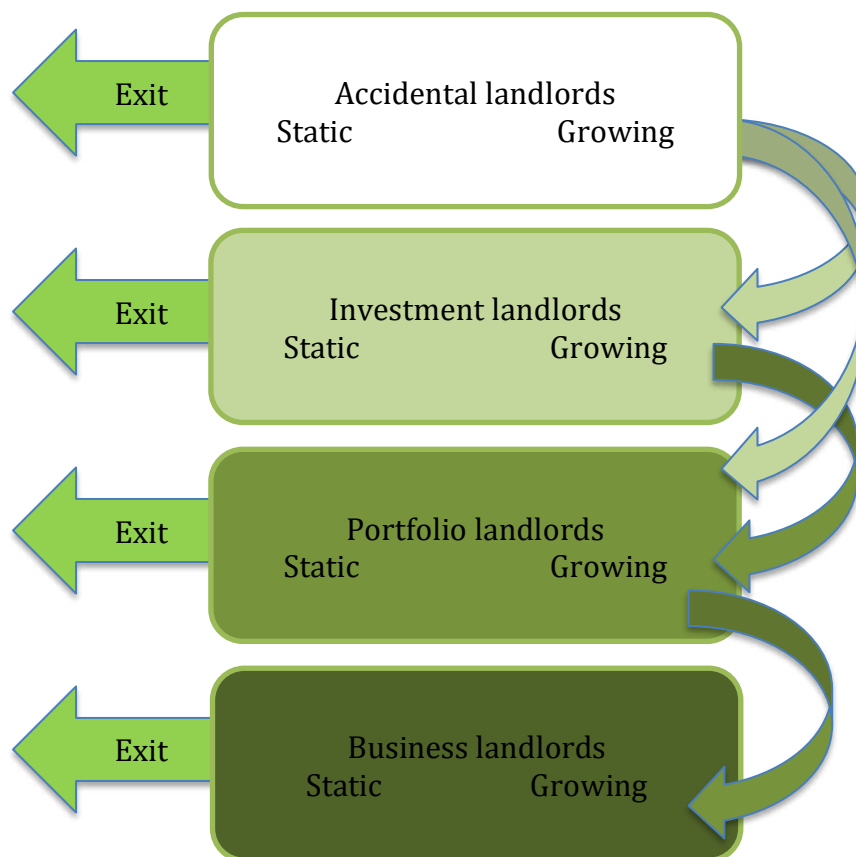 Exit
Accidental landlords
Static Growing
Exit
Investment landlords
Static Growing
Exit
Portfolio landlords
Static Growing
Exit
Business landlords
Static Growing